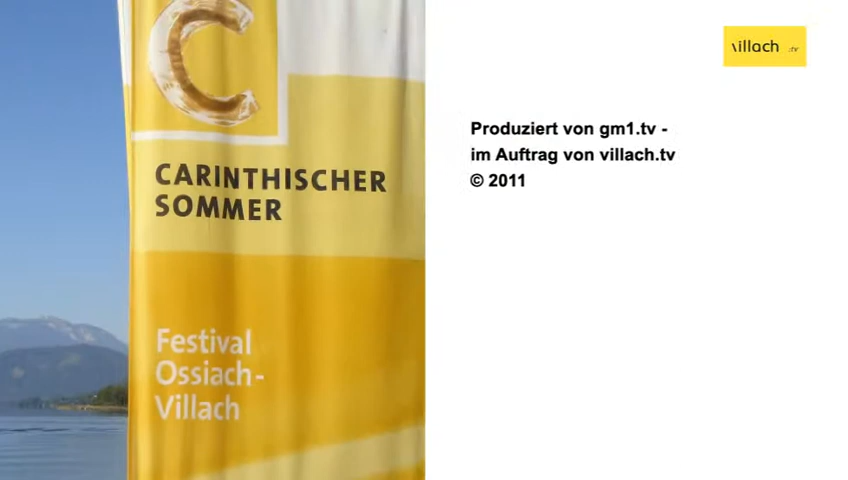 C
CARINTHISCHER
SOMMER
Festival
Ossiach-
Villach
villach .tv
Produziert von gm1.tv -
im Auftrag von villach.tv
© 2011